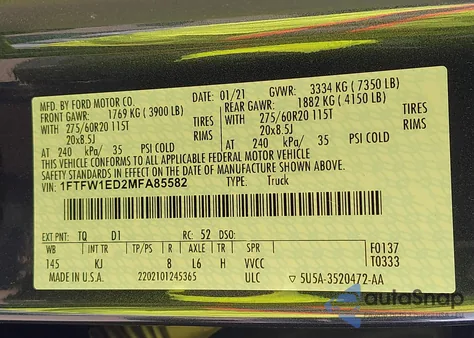 MFD. BY FORD MOTOR CO. DATE: 01/21 GVWR: 3334 KG ( 7350 LB)
FRONT GAWR: 1769 KG ( 3900 LB) REAR GAWR: 1882 KG ( 4150 LB)
WITH 275/60R20 115T TIRES WITH 275/60R20 115T TIRES
20x8.5J RIMS 20x8.5J RIMS
AT 240 kPa/ 35 PSI COLD AT 240 kPa/ 35 PSI COLD
THIS VEHICLE CONFORMS TO ALL APPLICABLE FEDERAL MOTOR VEHICLE
SAFETY STANDARDS IN EFFECT ON THE DATE OF MANUFACTURE SHOWN ABOVE.
VIN: 1FTFW1ED2MFA85582 TYPE: Truck
EXT PNT: TQ D1 RC: 52 DSO:
WB INT TR TP/PS R AXLE TR SPR F0137
145 KJ 8 L6 H VVCC T0333
MADE IN U.S.A. 2202101245365 ULC ▽ 5U5A-3520472-AA
autoSnap